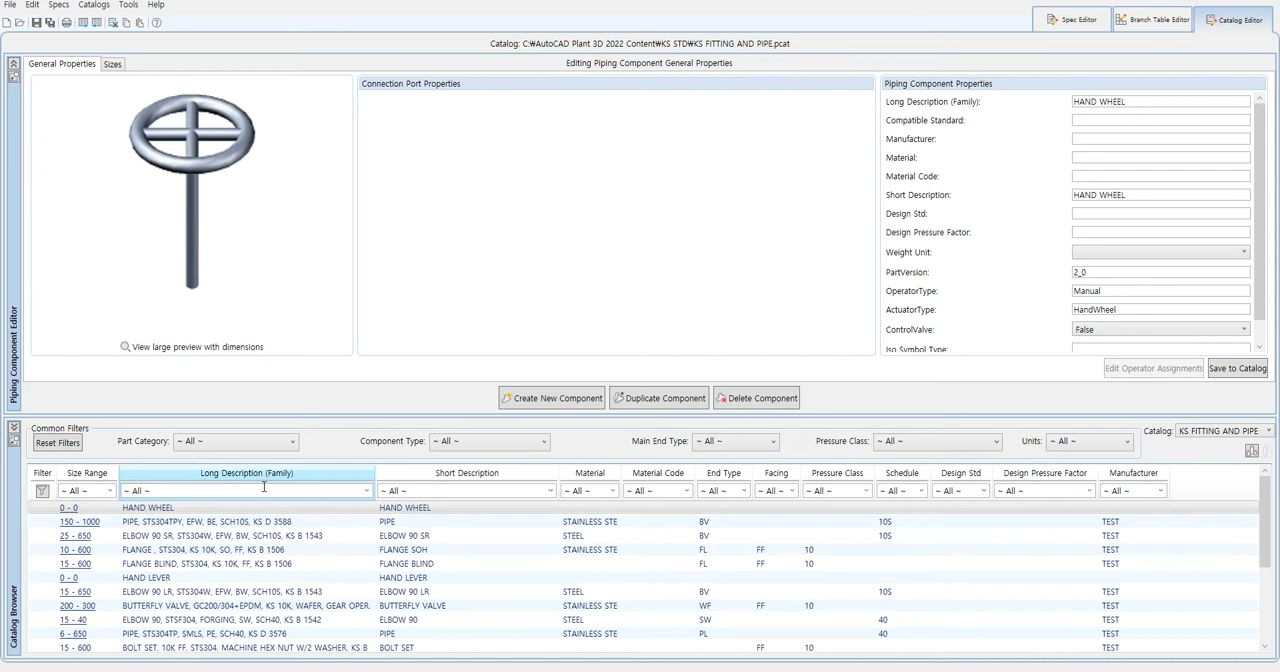 File Edit Specs Catalogs Tools Help
Spec Editor Branch Table Editor Catalog Editor
Catalog: C:₩AutoCAD Plant 3D 2022 Content₩KS STD₩KS FITTING AND PIPE.pcat
General Properties Sizes Editing Piping Component General Properties
Connection Port Properties
Piping Component Properties
Long Description (Family): HAND WHEEL
Compatible Standard:
Manufacturer:
Material:
Material Code:
Short Description: HAND WHEEL
Design Std:
Design Pressure Factor:
Weight Unit:
PartVersion: 2_0
OperatorType: Manual
ActuatorType: HandWheel
ControlValve: False
Iso Symbol Type:
View large preview with dimensions
Edit Operator Assignments Save to Catalog
Piping Component Editor
Create New Component Duplicate Component Delete Component
Common Filters
Catalog: KS FITTING AND PIPE
Reset Filters Part Category: ~ All ~ Component Type: ~ All ~ Main End Type: ~ All ~ Pressure Class: ~ All ~ Units: ~ All ~
Filter Size Range Long Description (Family) Short Description Material Material Code End Type Facing Pressure Class Schedule Design Std Design Pressure Factor Manufacturer
~ All ~ ~ All ~ ~ All ~ ~ All ~ ~ All ~ ~ All ~ ~ All ~ ~ All ~ ~ All ~ ~ All ~ ~ All ~ ~ All ~
0 - 0 HAND WHEEL HAND WHEEL
150 - 1000 PIPE, STS304TPY, EFW, BE, SCH10S, KS D 3588 PIPE STAINLESS STE BV 10S TEST
25 - 650 ELBOW 90 SR, STS304W, EFW, BW, SCH10S, KS B 1543 ELBOW 90 SR STEEL BV 10S TEST
10 - 600 FLANGE , STS304, KS 10K, SO, FF, KS B 1506 FLANGE SOH STAINLESS STE FL FF 10 TEST
15 - 600 FLANGE BLIND, STS304, KS 10K, FF, KS B 1506 FLANGE BLIND FL FF 10 TEST
0 - 0 HAND LEVER HAND LEVER
15 - 650 ELBOW 90 LR, STS304W, EFW, BW, SCH10S, KS B 1543 ELBOW 90 LR STEEL BV 10S TEST
200 - 300 BUTTERFLY VALVE, GC200/304+EPDM, KS 10K, WAFER, GEAR OPER. BUTTERFLY VALVE STAINLESS STE WF FF 10 TEST
15 - 40 ELBOW 90, STSF304, FORGING, SW, SCH40, KS B 1542 ELBOW 90 STEEL SW 40 TEST
6 - 650 PIPE, STS304TP, SMLS, PE, SCH40, KS D 3576 PIPE STAINLESS STE PL 40 TEST
15 - 600 BOLT SET, 10K FF, STS304, MACHINE HEX NUT W/2 WASHER, KS B BOLT SET FF 10 TEST
Catalog Browser